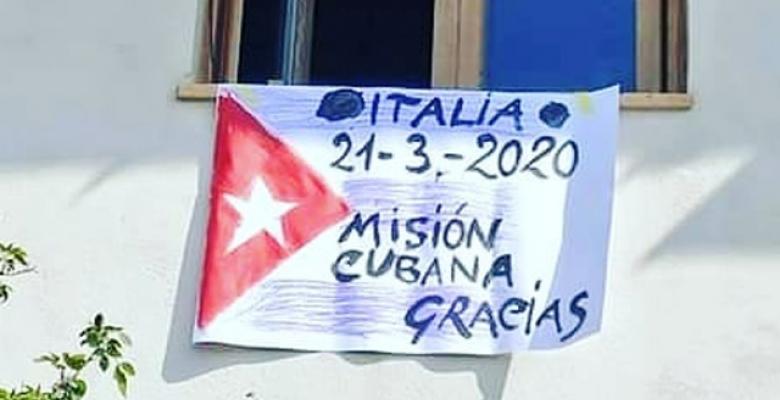 ITALIA
21-3.-2020
MISIÓN
CUBANA
GRACIAS